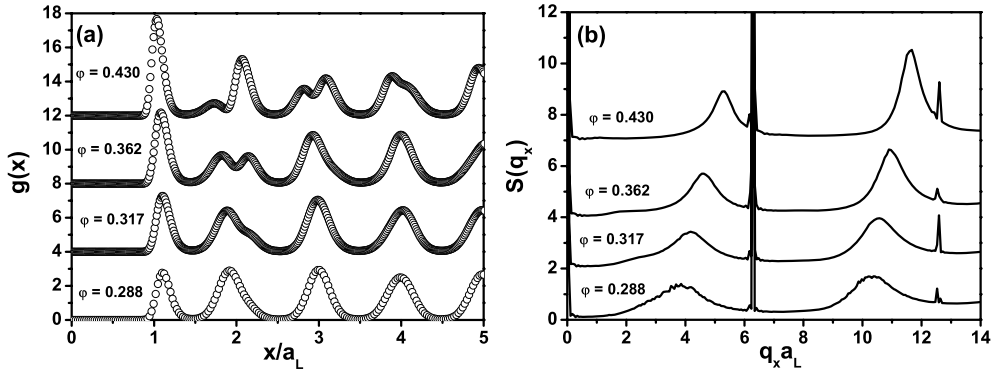 (a)
g(x)
18
16
14
12
10
8
6
4
2
0
φ = 0.430
φ = 0.362
φ = 0.317
φ = 0.288
0 1 2 3 4 5
x/a_L
(b)
S(q_x)
12
10
8
6
4
2
0
φ = 0.430
φ = 0.362
φ = 0.317
φ = 0.288
0 2 4 6 8 10 12 14
q_x a_L